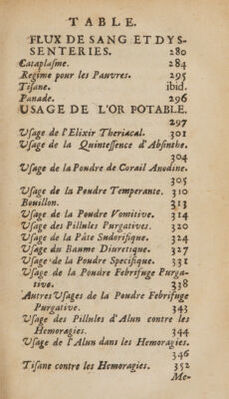 TABLE.
FLUX DE SANG ET DYS-
SENTERIES. 280
Cataplasme. 284
Regime pour les Pauvres. 295
Tisane. ibid.
Panade. 296
USAGE DE L'OR POTABLE.
297
Usage de l'Elixir Theriacal. 301
Usage de la Quintessence d'Absinthe.
304
Usage de la Poudre de Corail Anodine.
305
Usage de la Poudre Temperante. 310
Bouillon. 313
Usage de la Poudre Vomitive. 314
Usage des Pillules Purgatives. 320
Usage de la Pâte Sudorifique. 324
Usage du Baume Diuretique. 327
Usage de la Poudre Specifique. 331
Usage de la Poudre Febrifuge Purga-
tive. 338
Autres Usages de la Poudre Febrifuge
Purgative. 343
Usage des Pillules d'Alun contre les
Hemoragies. 344
Usage de l'Alun dans les Hemoragies.
346
Tisane contre les Hemoragies. 352
Me-